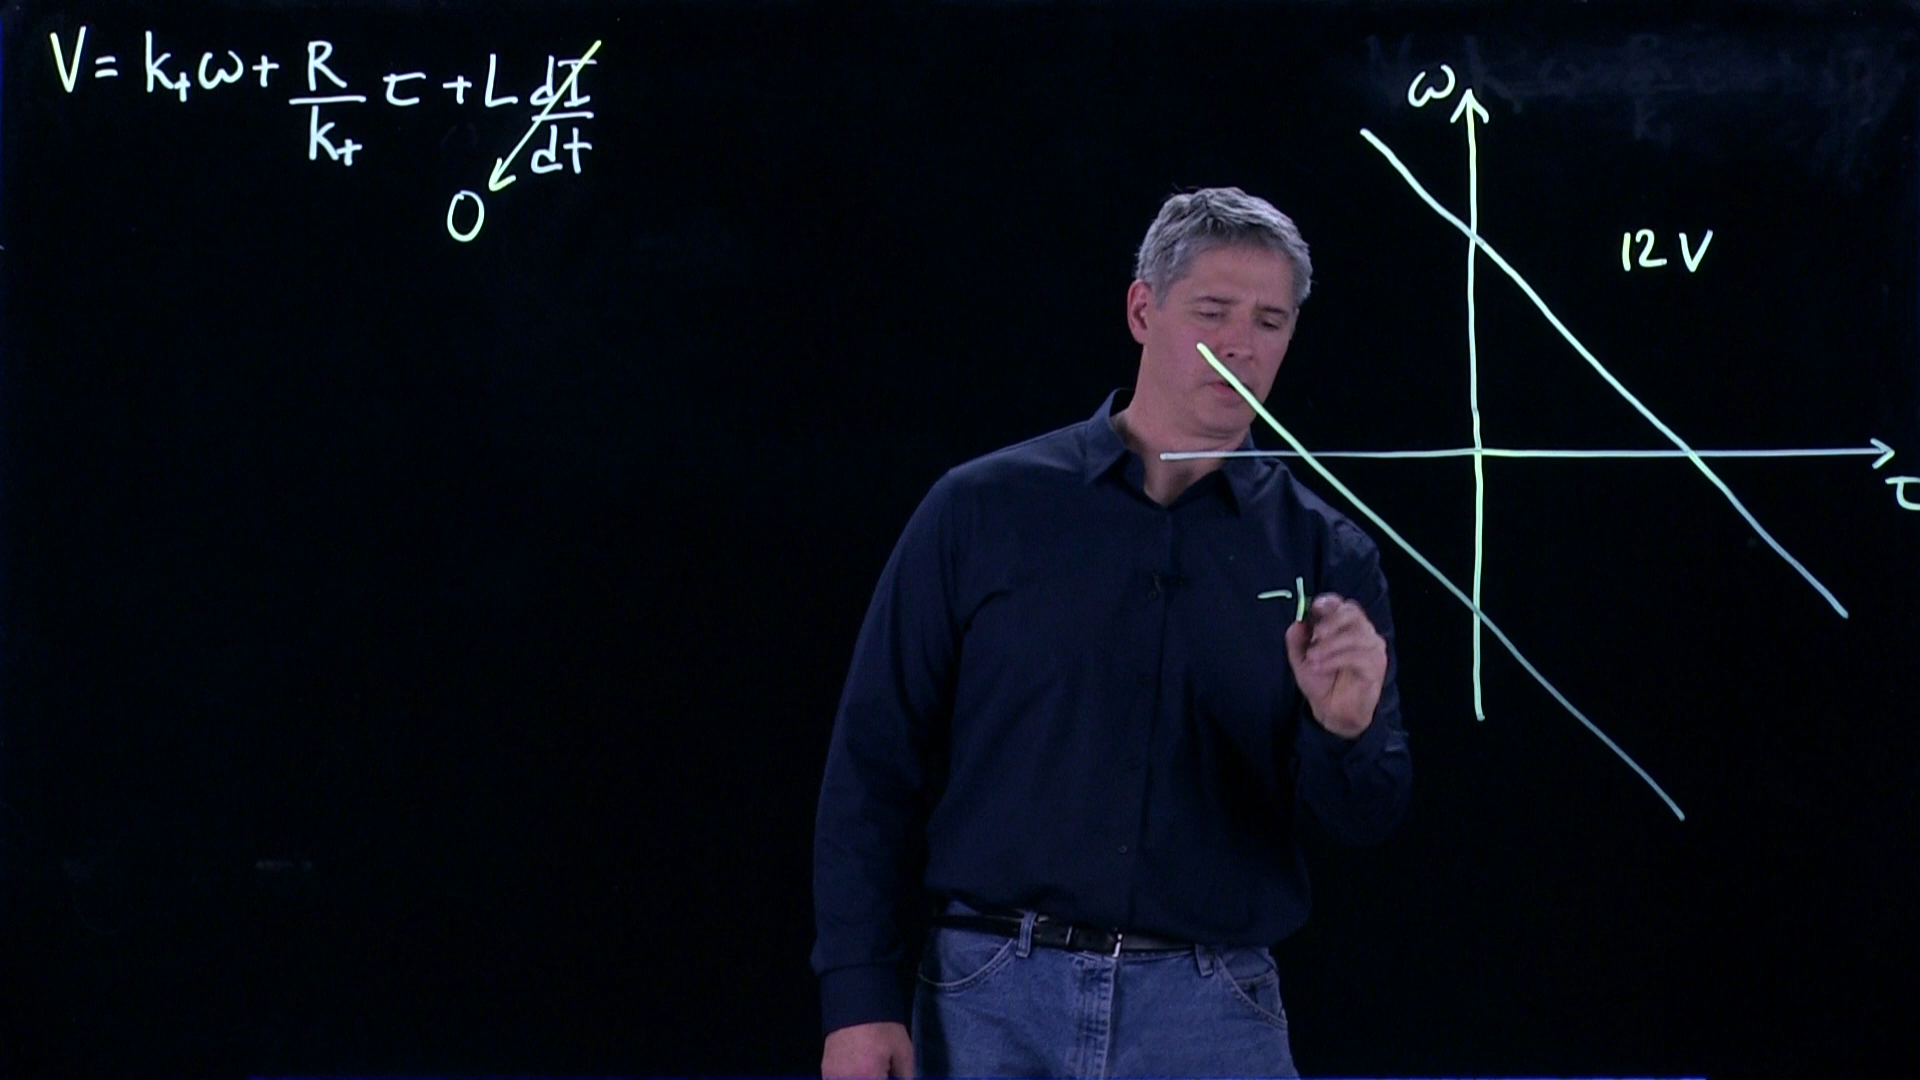 V = kₜω + R/kₜ τ + L dI/dt
0
ω
12 V
τ
-1